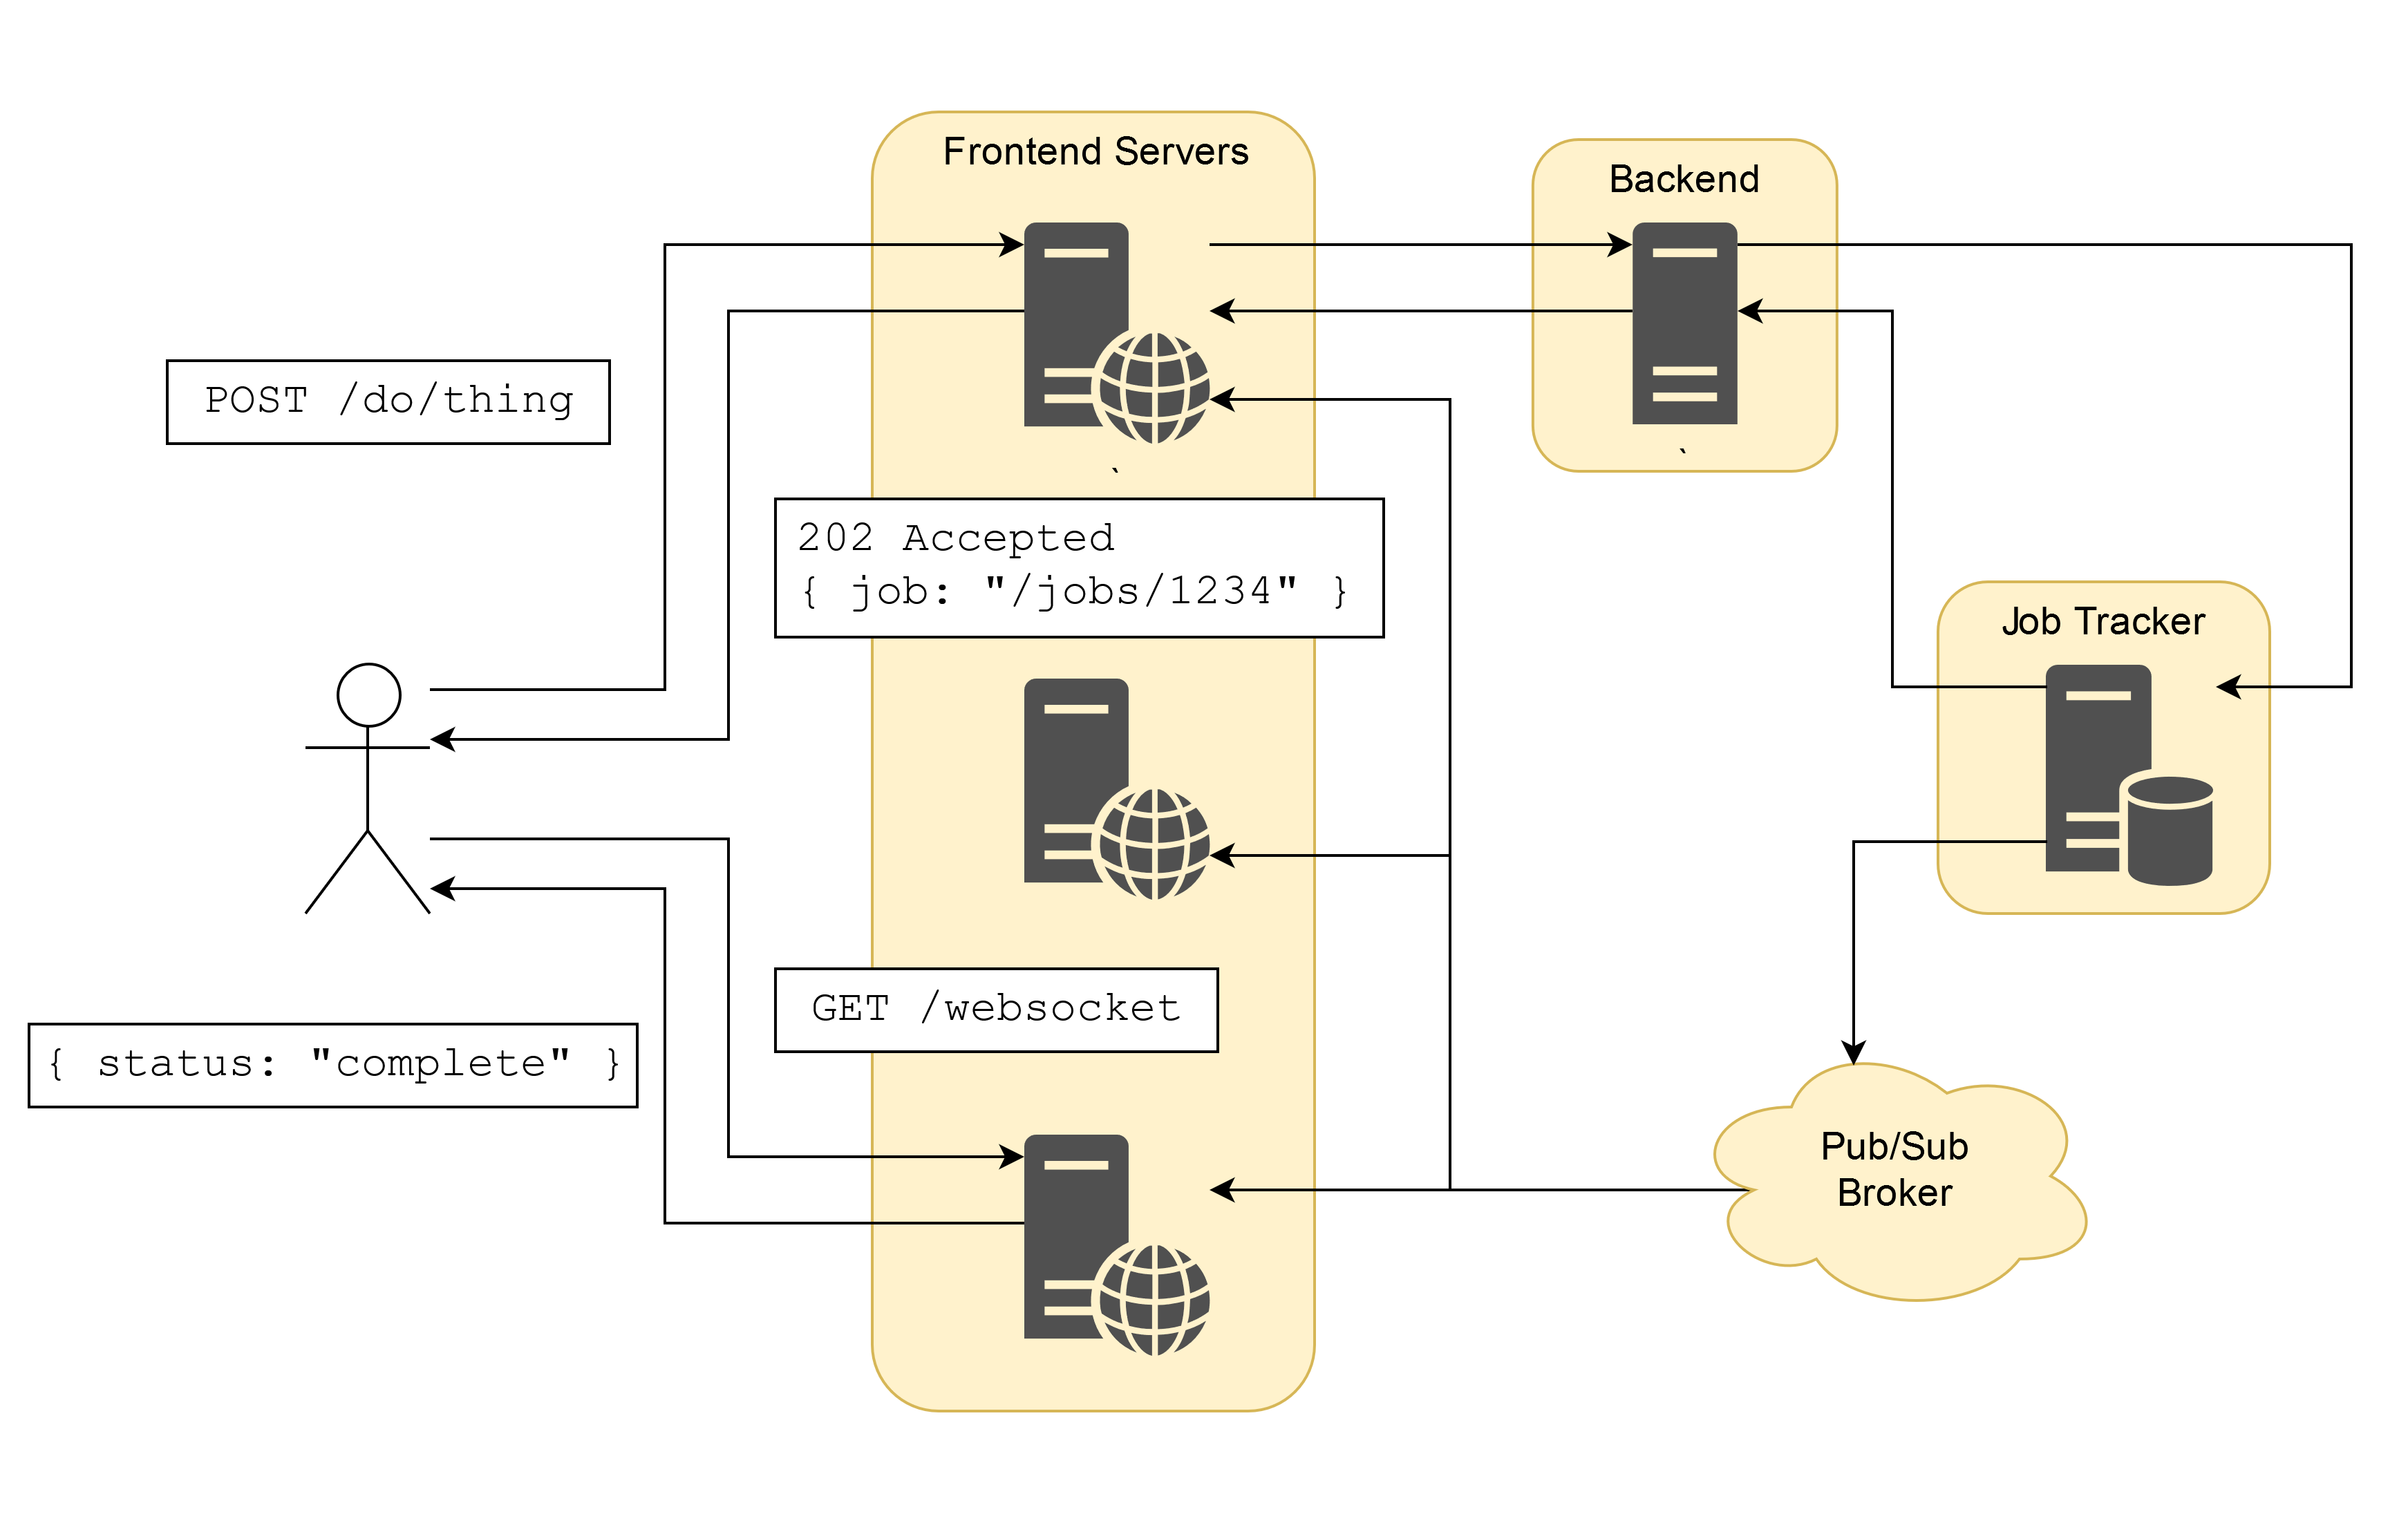 Frontend Servers
Backend
POST /do/thing
`
`
202 Accepted
{ job: "/jobs/1234" }
Job Tracker
GET /websocket
{ status: "complete" }
Pub/Sub
Broker